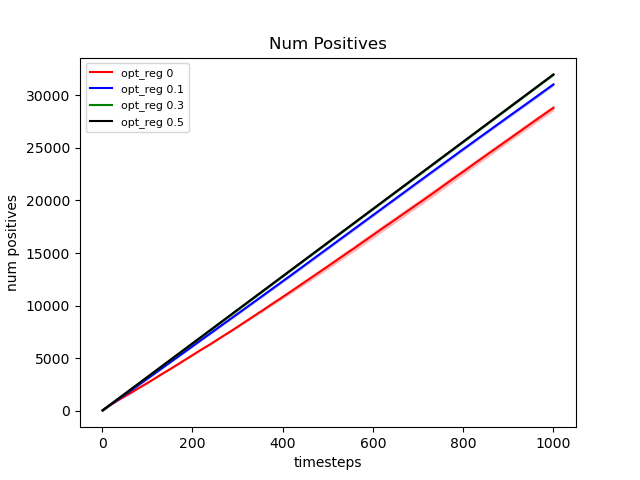 Num Positives
opt_reg 0
opt_reg 0.1
opt_reg 0.3
opt_reg 0.5
num positives
30000
25000
20000
15000
10000
5000
0
0 200 400 600 800 1000
timesteps